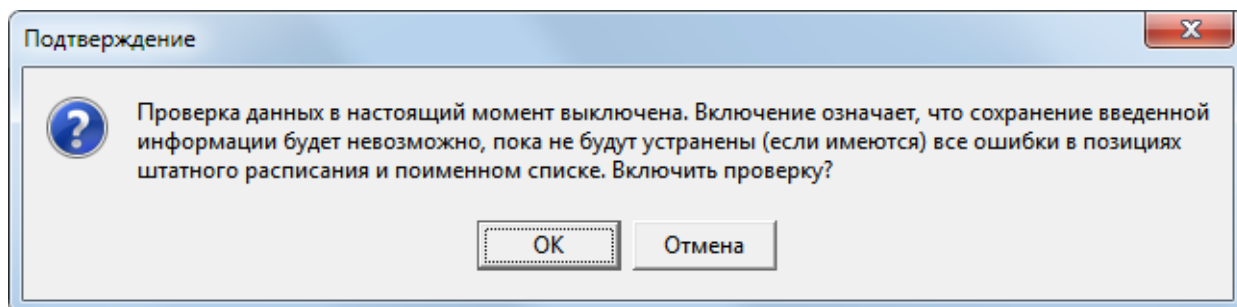 Подтверждение
Проверка данных в настоящий момент выключена. Включение означает, что сохранение введенной
информации будет невозможно, пока не будут устранены (если имеются) все ошибки в позициях
штатного расписания и поименном списке. Включить проверку?
ОК
Отмена